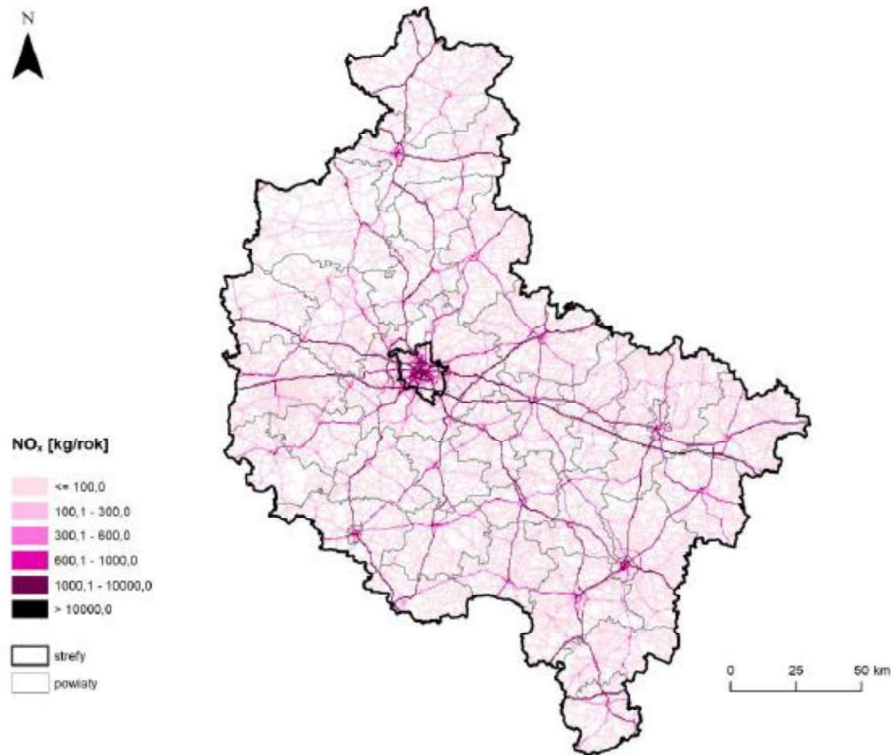 N
NOₓ [kg/rok]
<= 100,0
100,1 - 300,0
300,1 - 600,0
600,1 - 1000,0
1000,1 - 10000,0
> 10000,0
strefy
powiaty
0 25 50 km